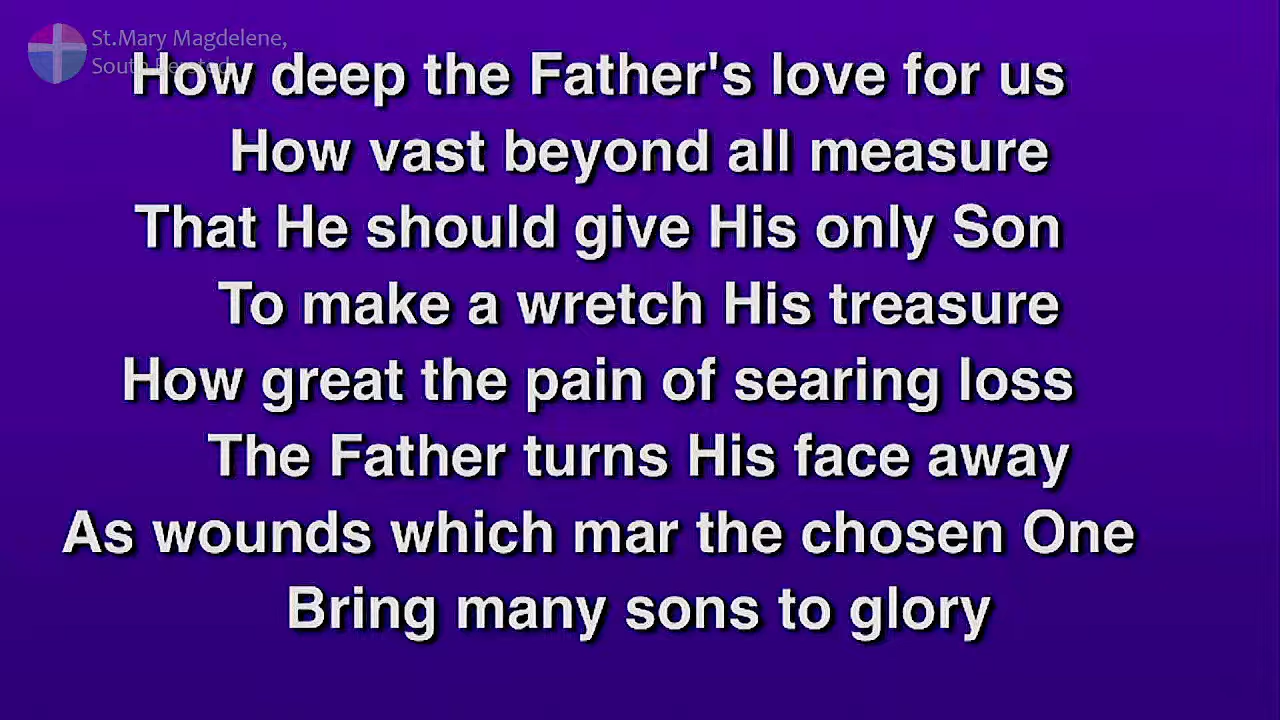 St.Mary Magdelene,
South Bersted
How deep the Father's love for us
How vast beyond all measure
That He should give His only Son
To make a wretch His treasure
How great the pain of searing loss
The Father turns His face away
As wounds which mar the chosen One
Bring many sons to glory